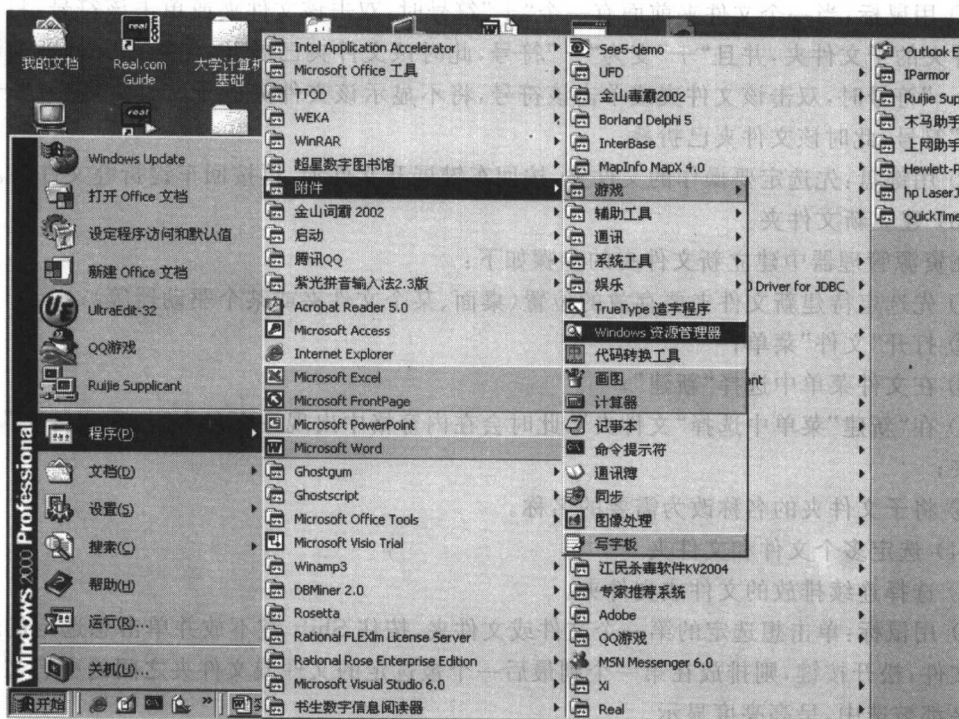 我的文档
Real.com
Guide
大学计算机
基础
Windows Update
打开 Office 文档
设定程序访问和默认值
新建 Office 文档
UltraEdit-32
QQ游戏
Ruijie Supplicant
程序(P)
文档(D)
设置(S)
搜索(C)
帮助(H)
运行(R)...
关机(U)...
Windows 2000 Professional
开始
Intel Application Accelerator
Microsoft Office 工具
TTOD
WEKA
WinRAR
超星数字图书馆
附件
金山词霸 2002
启动
腾讯QQ
紫光拼音输入法2.3版
Acrobat Reader 5.0
Microsoft Access
Internet Explorer
Microsoft Excel
Microsoft FrontPage
Microsoft PowerPoint
Microsoft Word
Ghostgum
Ghostscript
Microsoft Office Tools
Microsoft Visio Trial
Winamp3
DBMiner 2.0
Rosetta
Rational FLEXlm License Server
Rational Rose Enterprise Edition
Microsoft Visual Studio 6.0
书生数字信息阅读器
See5-demo
UFD
金山毒霸2002
Borland Delphi 5
InterBase
MapInfo MapX 4.0
游戏
辅助工具
通讯
系统工具
娱乐
TrueType 造字程序
Windows 资源管理器
代码转换工具
画图
计算器
记事本
命令提示符
通讯簿
同步
图像处理
写字板
江民杀毒软件KV2004
专家推荐系统
Adobe
QQ游戏
MSN Messenger 6.0
Xi
Real
Driver for JDBC
Outlook E
IParmor
Ruijie Sup
木马助手
上网助手
Hewlett-P
hp LaserJ
QuickTime